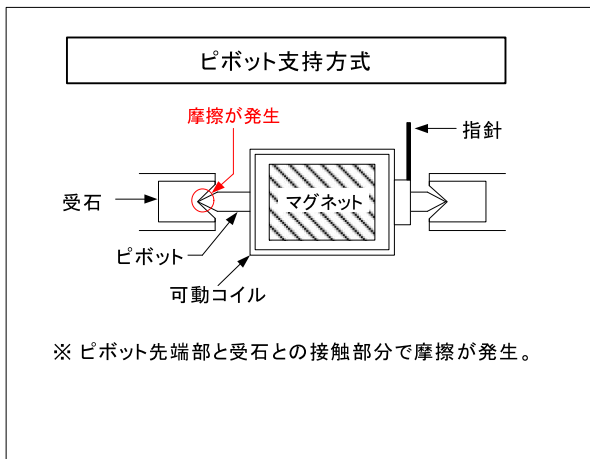 ピボット支持方式
摩擦が発生
指針
受石
マグネット
ピボット
可動コイル
※ ピボット先端部と受石との接触部分で摩擦が発生。